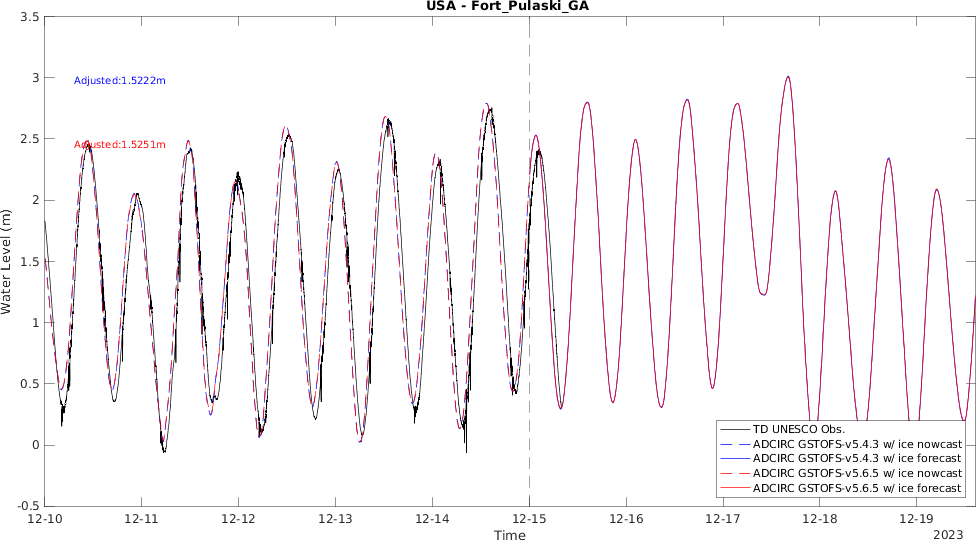 USA - Fort_Pulaski_GA
3.5
3
2.5
2
1.5
1
0.5
0
-0.5
Water Level (m)
Adjusted:1.5222m
Adjusted:1.5251m
TD UNESCO Obs.
ADCIRC GSTOFS-v5.4.3 w/ ice nowcast
ADCIRC GSTOFS-v5.4.3 w/ ice forecast
ADCIRC GSTOFS-v5.6.5 w/ ice nowcast
ADCIRC GSTOFS-v5.6.5 w/ ice forecast
12-10 12-11 12-12 12-13 12-14 12-15 12-16 12-17 12-18 12-19
Time
2023